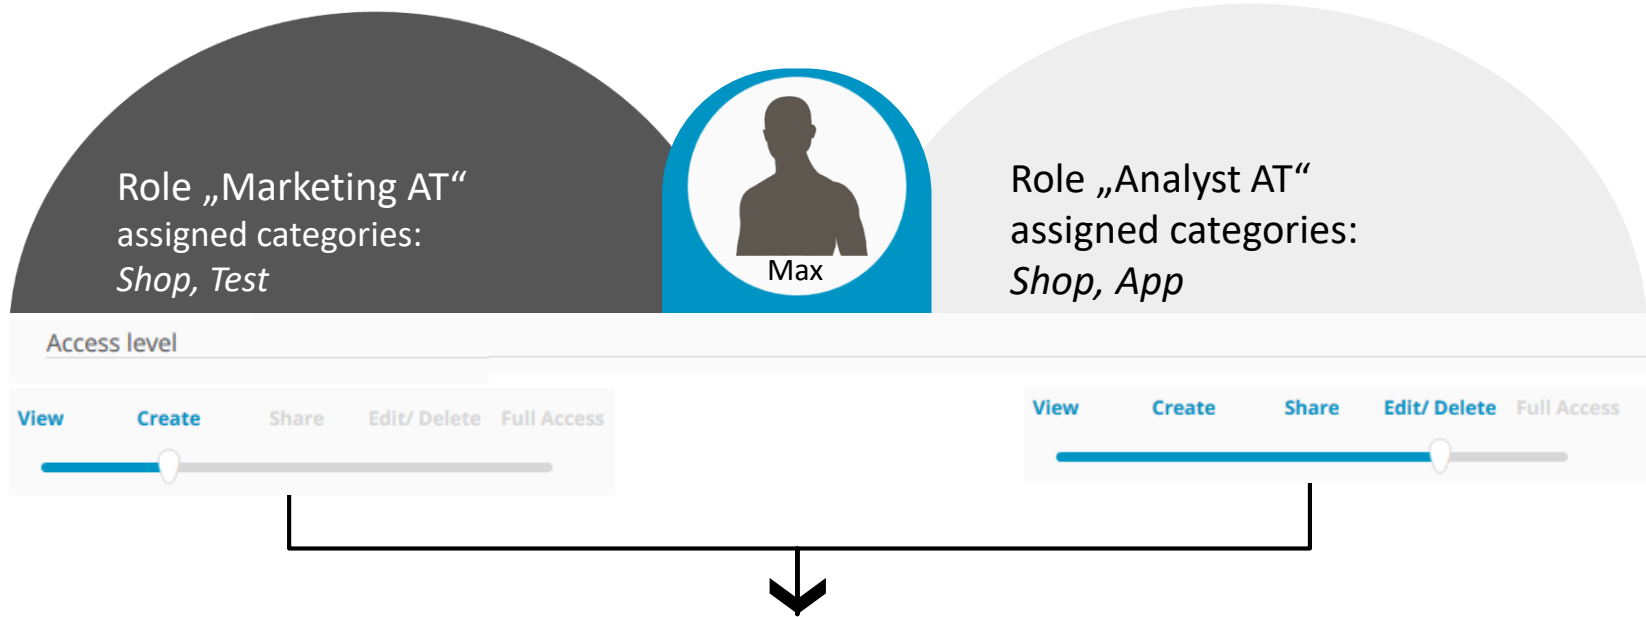 Role „Marketing AT“
assigned categories:
Shop, Test
Max
Role „Analyst AT“
assigned categories:
Shop, App
Access level
View Create Share Edit/ Delete Full Access
View Create Share Edit/ Delete Full Access